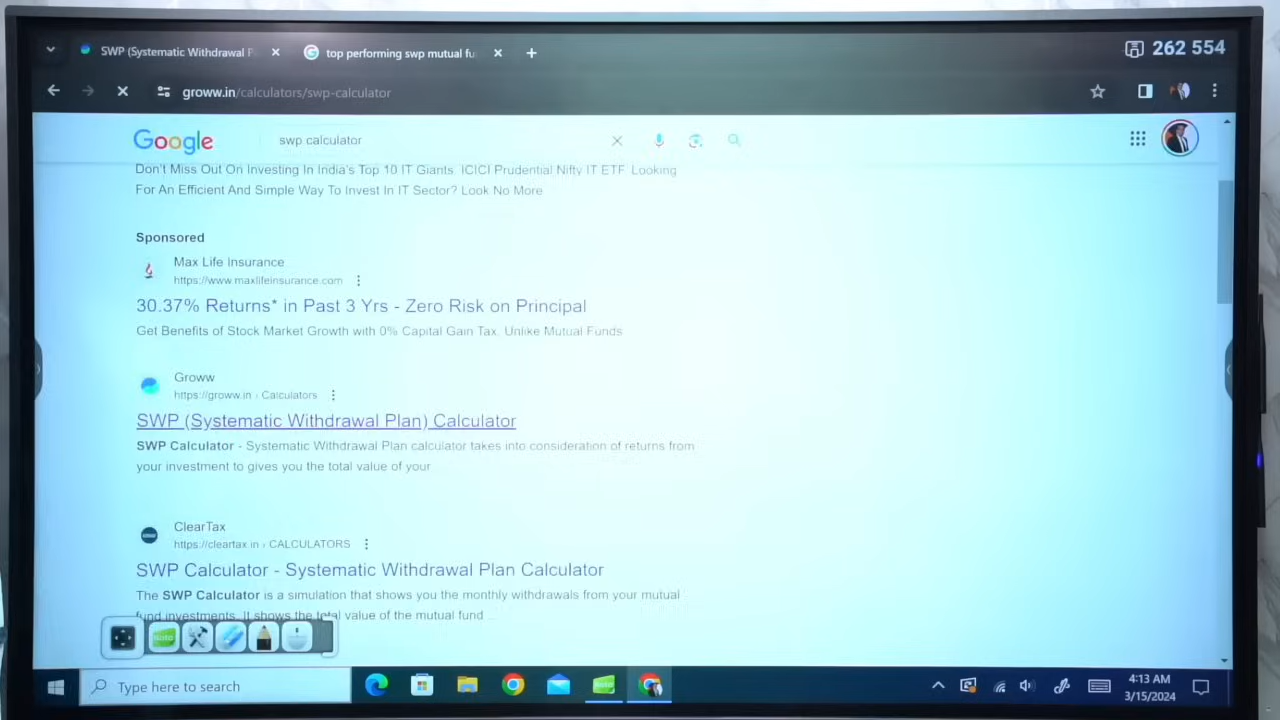 SWP (Systematic Withdrawal P
top performing swp mutual fu
262 554
groww.in/calculators/swp-calculator
Google
swp calculator
Don't Miss Out On Investing In India's Top 10 IT Giants. ICICI Prudential Nifty IT ETF. Looking
For An Efficient And Simple Way To Invest In IT Sector? Look No More
Sponsored
Max Life Insurance
https://www.maxlifeinsurance.com
30.37% Returns* in Past 3 Yrs - Zero Risk on Principal
Get Benefits of Stock Market Growth with 0% Capital Gain Tax. Unlike Mutual Funds
Groww
https://groww.in › Calculators
SWP (Systematic Withdrawal Plan) Calculator
SWP Calculator - Systematic Withdrawal Plan calculator takes into consideration of returns from
your investment to gives you the total value of your
ClearTax
https://cleartax.in › CALCULATORS
SWP Calculator - Systematic Withdrawal Plan Calculator
The SWP Calculator is a simulation that shows you the monthly withdrawals from your mutual
fund investments. It shows the total value of the mutual fund ...
Note
Type here to search
Note
4:13 AM
3/15/2024